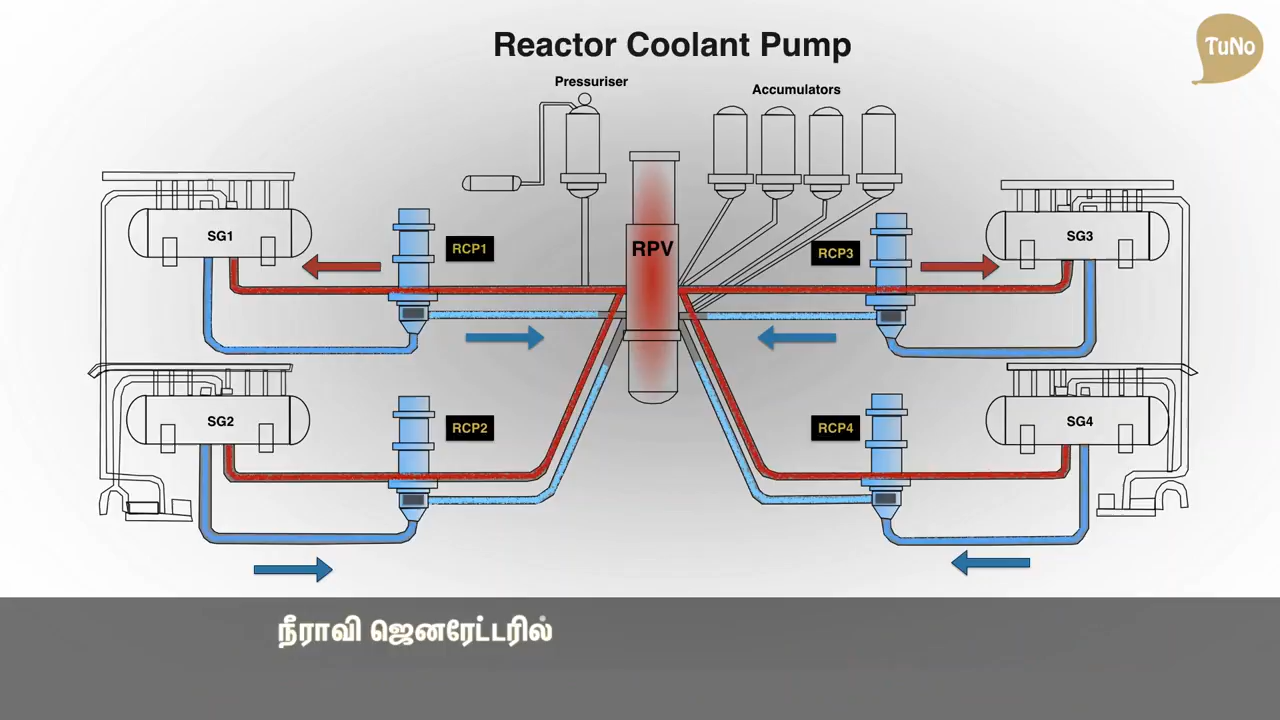 Reactor Coolant Pump
TuNo
Pressuriser
Accumulators
SG1
RCP1
RPV
RCP3
SG3
SG2
RCP2
RCP4
SG4
நீராவி ஜெனரேட்டரில்